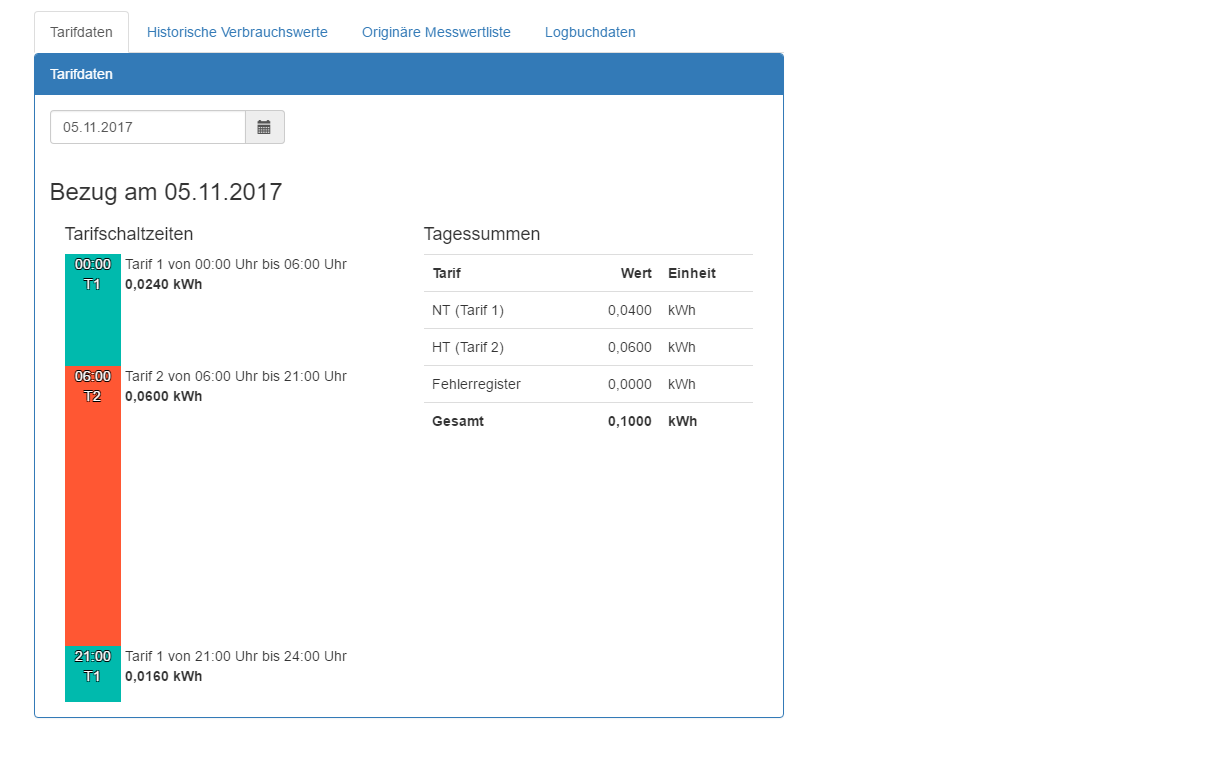 Tarifdaten Historische Verbrauchswerte Originäre Messwertliste Logbuchdaten
Tarifdaten
05.11.2017
Bezug am 05.11.2017
Tarifschaltzeiten
00:00 Tarif 1 von 00:00 Uhr bis 06:00 Uhr
T1 0,0240 kWh
06:00 Tarif 2 von 06:00 Uhr bis 21:00 Uhr
T2 0,0600 kWh
21:00 Tarif 1 von 21:00 Uhr bis 24:00 Uhr
T1 0,0160 kWh
Tagessummen
Tarif Wert Einheit
NT (Tarif 1) 0,0400 kWh
HT (Tarif 2) 0,0600 kWh
Fehlerregister 0,0000 kWh
Gesamt 0,1000 kWh